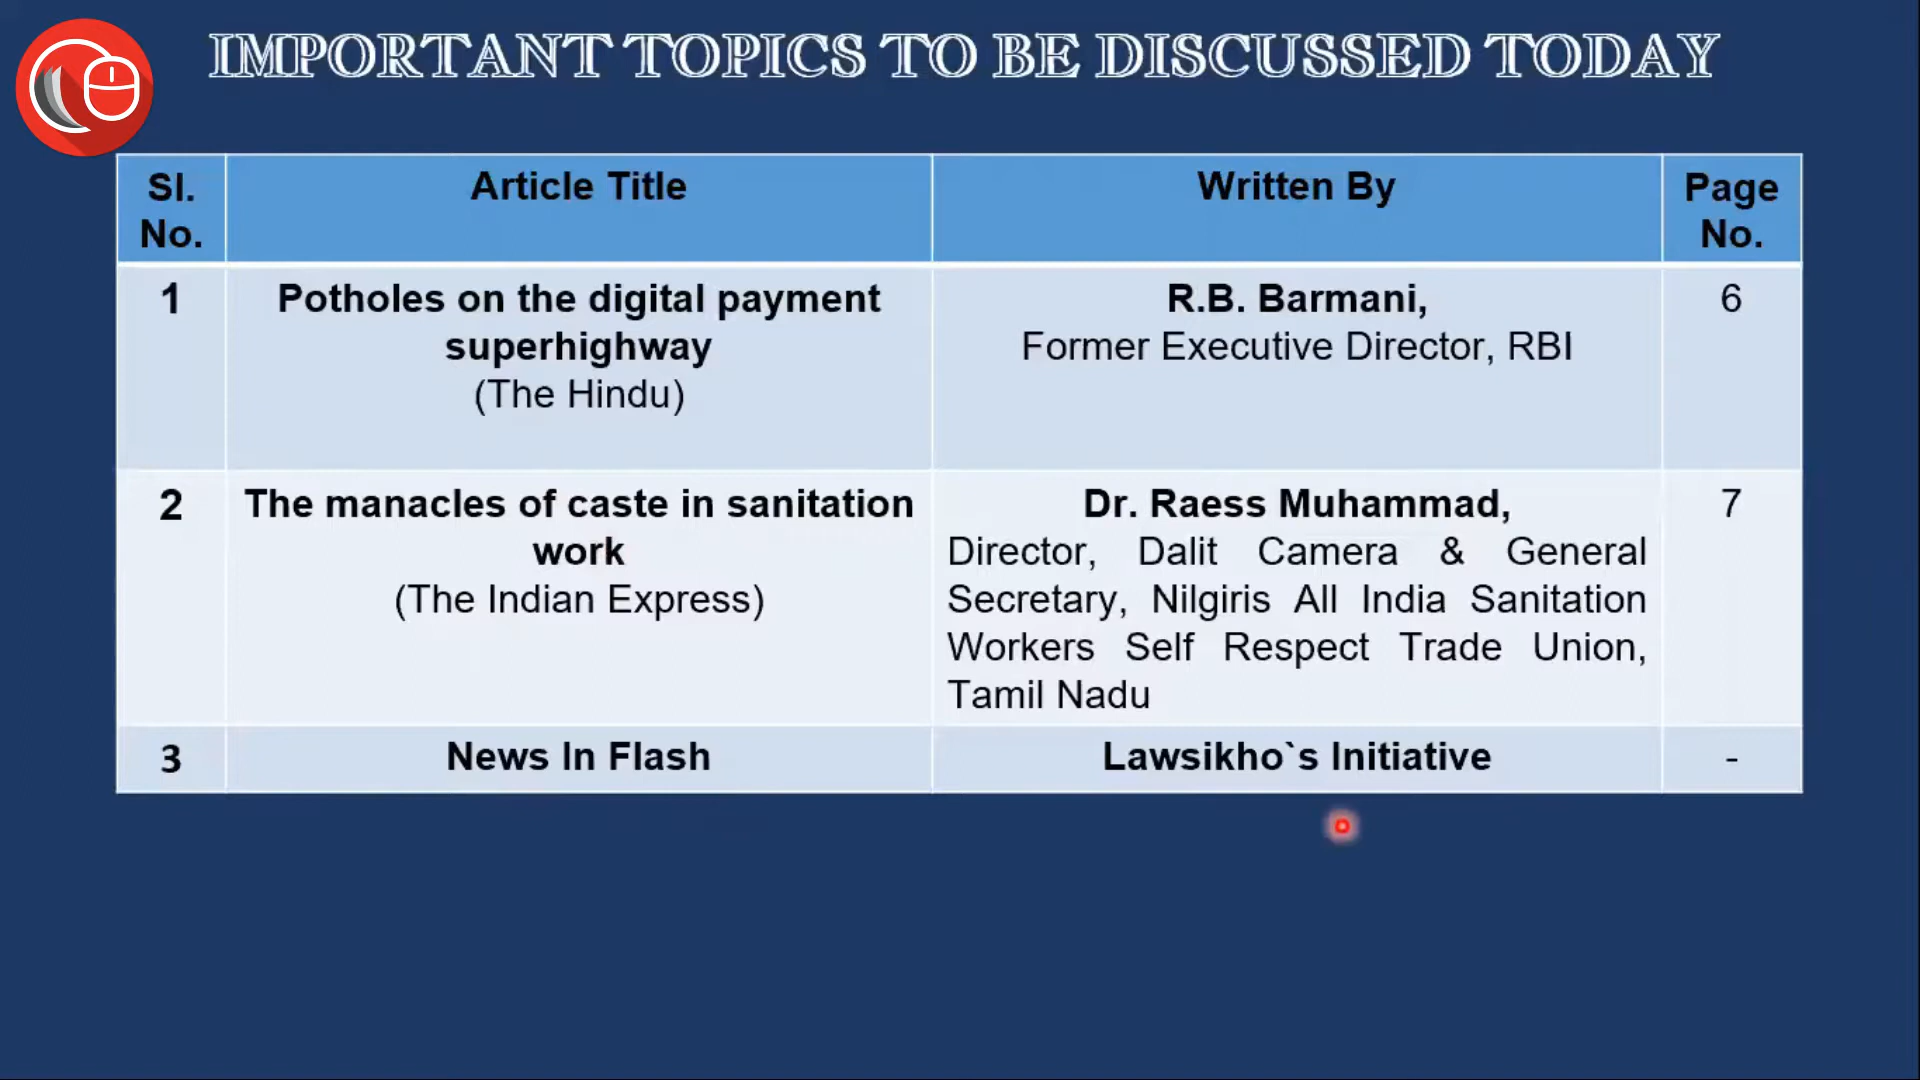 IMPORTANT TOPICS TO BE DISCUSSED TODAY
Sl. No.
Article Title
Written By
Page No.
1
Potholes on the digital payment
superhighway
(The Hindu)
R.B. Barmani,
Former Executive Director, RBI
6
2
The manacles of caste in sanitation
work
(The Indian Express)
Dr. Raess Muhammad,
Director, Dalit Camera & General
Secretary, Nilgiris All India Sanitation
Workers Self Respect Trade Union,
Tamil Nadu
7
3
News In Flash
Lawsikho`s Initiative
-